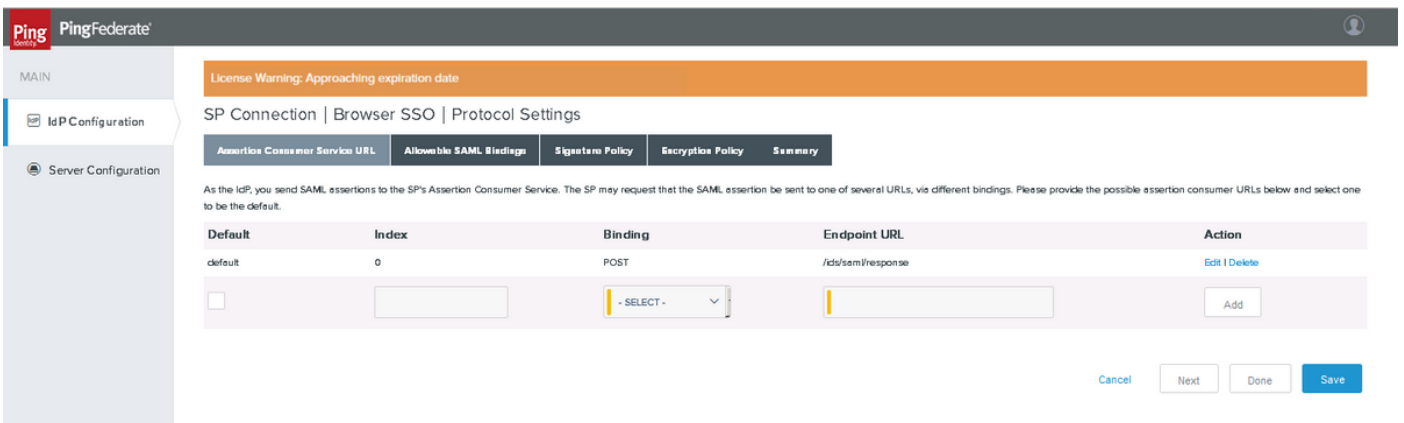 Ping
Identity
PingFederate
MAIN
IdP Configuration
Server Configuration
License Warning: Approaching expiration date
SP Connection | Browser SSO | Protocol Settings
Assertion Consumer Service URL Allowable SAML Bindings Signature Policy Encryption Policy Summary
As the IdP, you send SAML assertions to the SP's Assertion Consumer Service. The SP may request that the SAML assertion be sent to one of several URLs, via different bindings. Please provide the possible assertion consumer URLs below and select one
to be the default.
Default Index Binding Endpoint URL Action
default 0 POST /ids/saml/response Edit | Delete
- SELECT - Add
Cancel Next Done Save